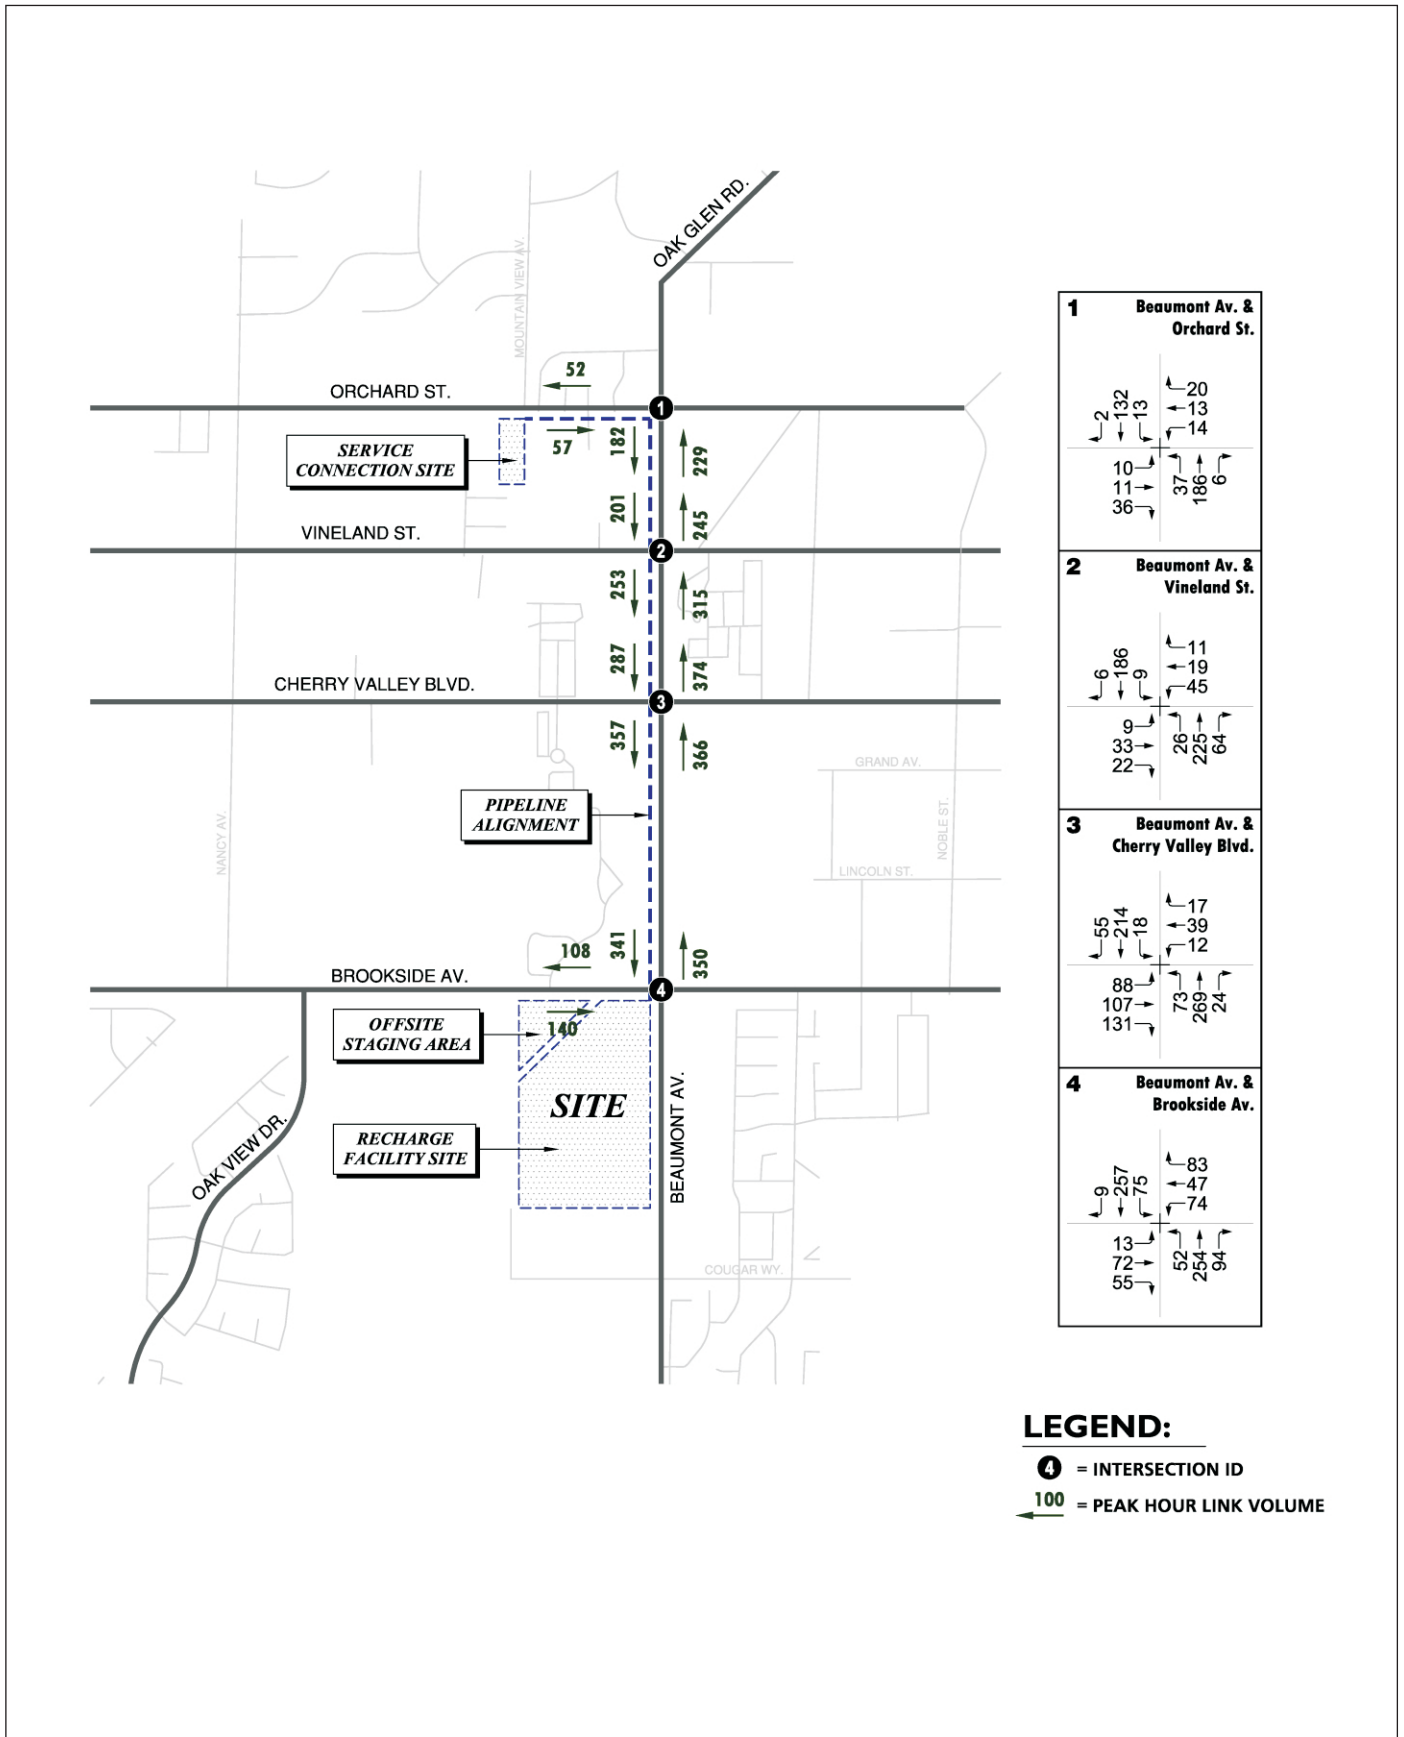 OAK GLEN RD.
MOUNTAIN VIEW AV.
52
ORCHARD ST.
1
57
182
229
SERVICE
CONNECTION SITE
201
245
VINELAND ST.
2
253
315
287
374
CHERRY VALLEY BLVD.
3
357
366
GRAND AV.
PIPELINE
ALIGNMENT
NANCY AV.
NOBLE ST.
LINCOLN ST.
341
350
108
BROOKSIDE AV.
4
OFFSITE
STAGING AREA
140
SITE
RECHARGE
FACILITY SITE
BEAUMONT AV.
OAK VIEW DR.
COUGAR WY.
1
Beaumont Av. &
Orchard St.
2
132
13
20
13
14
10
11
36
37
186
6
2
Beaumont Av. &
Vineland St.
6
186
9
11
19
45
9
33
22
26
225
64
3
Beaumont Av. &
Cherry Valley Blvd.
55
214
18
17
39
12
88
107
131
73
269
24
4
Beaumont Av. &
Brookside Av.
9
257
75
83
47
74
13
72
55
52
254
94
LEGEND:
4 = INTERSECTION ID
100 = PEAK HOUR LINK VOLUME